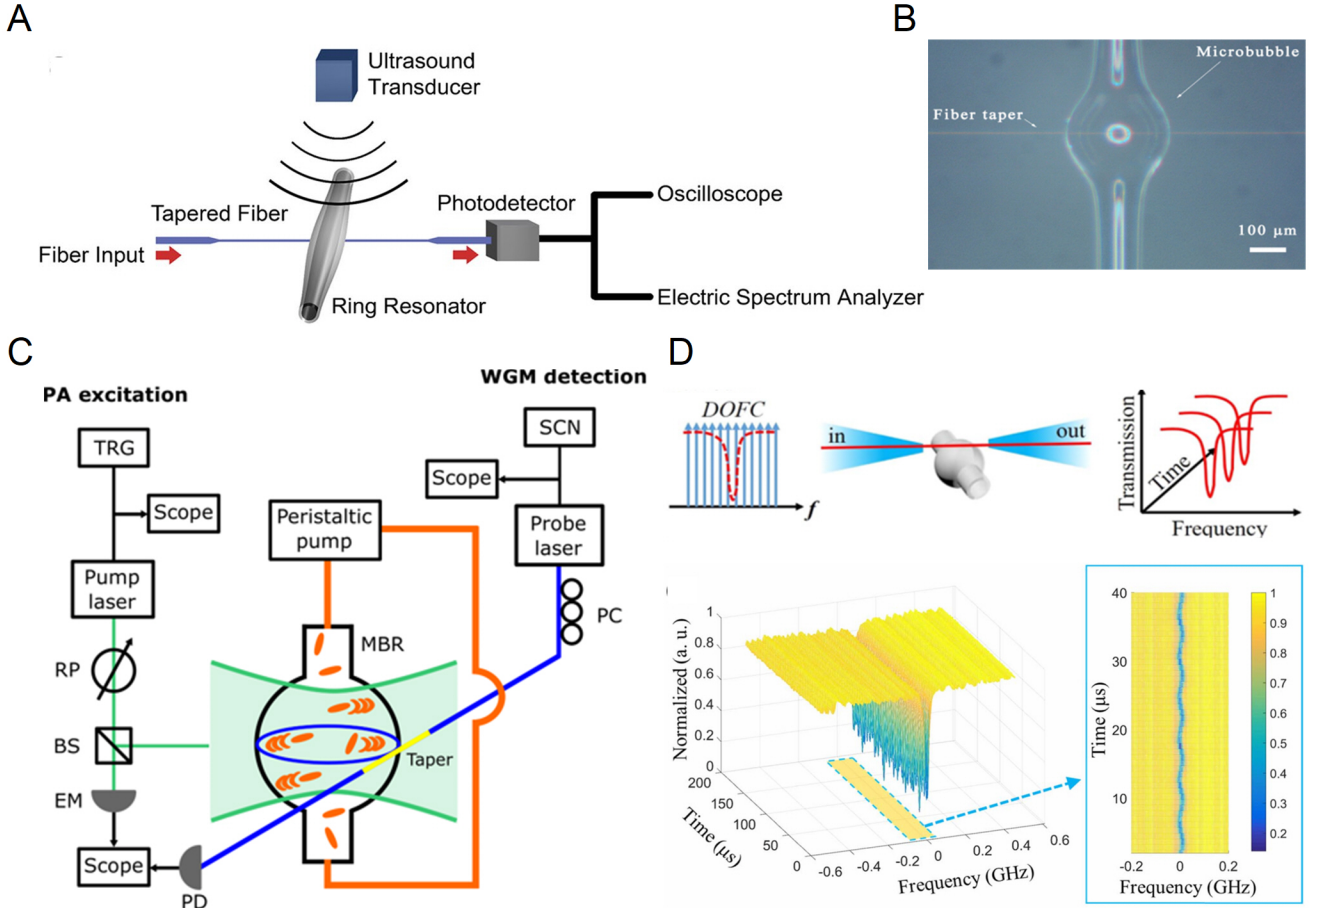 A
Ultrasound
Transducer
Tapered Fiber
Fiber Input
Ring Resonator
Photodetector
Oscilloscope
Electric Spectrum Analyzer
B
Microbubble
Fiber taper
100 μm
C
PA excitation
WGM detection
TRG
Scope
Pump
laser
RP
BS
EM
Scope
PD
Peristaltic
pump
MBR
Taper
SCN
Scope
Probe
laser
PC
D
DOFC
f
in
out
Transmission
Time
Frequency
Normalized (a. u.)
1
0.8
0.6
0.4
0.2
0
200
150
100
50
0
Time (μs)
-0.6
-0.4
-0.2
0
0.2
0.4
0.6
Frequency (GHz)
40
30
20
10
Time (μs)
-0.2
0
0.2
Frequency (GHz)
1
0.9
0.8
0.7
0.6
0.5
0.4
0.3
0.2